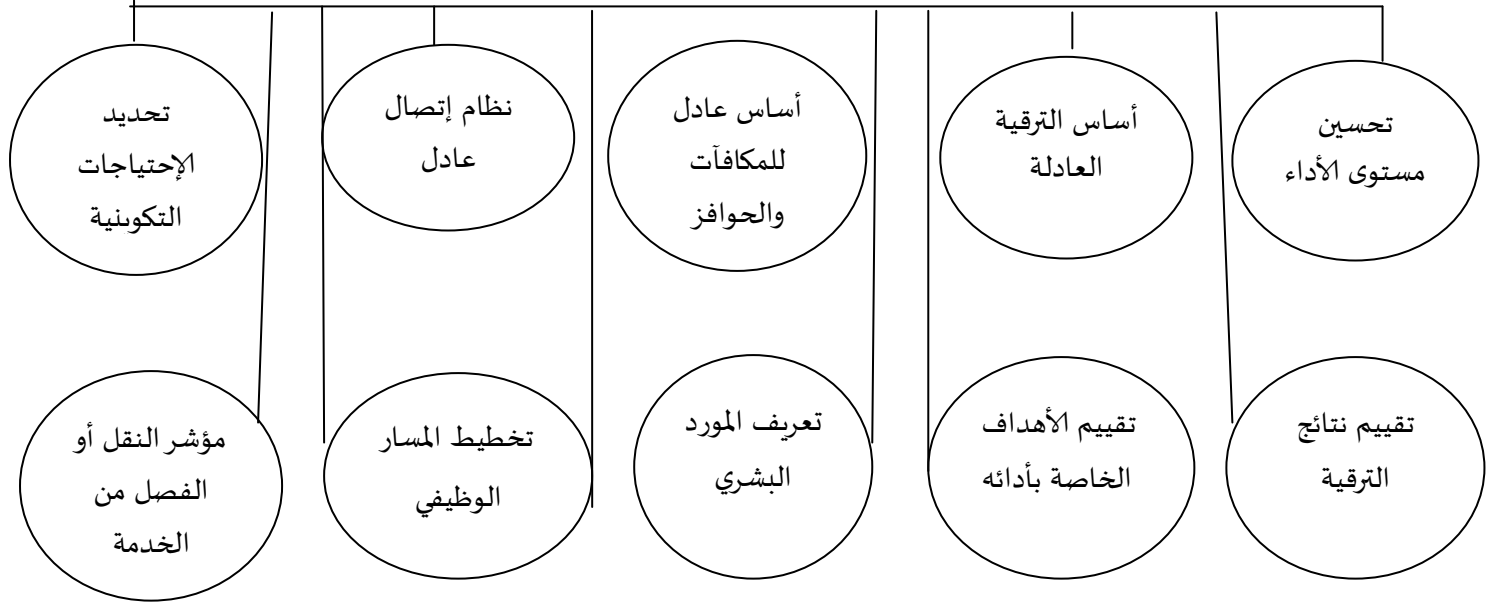 تحسين
مستوى الأداء
أساس الترقية
العادلة
أساس عادل
للمكافآت
والحوافز
نظام إتصال
عادل
تحديد
الإحتياجات
التكوينية
تقييم نتائج
الترقية
تقييم الأهداف
الخاصة بأدائه
تعريف المورد
البشري
تخطيط المسار
الوظيفي
مؤشر النقل أو
الفصل من
الخدمة